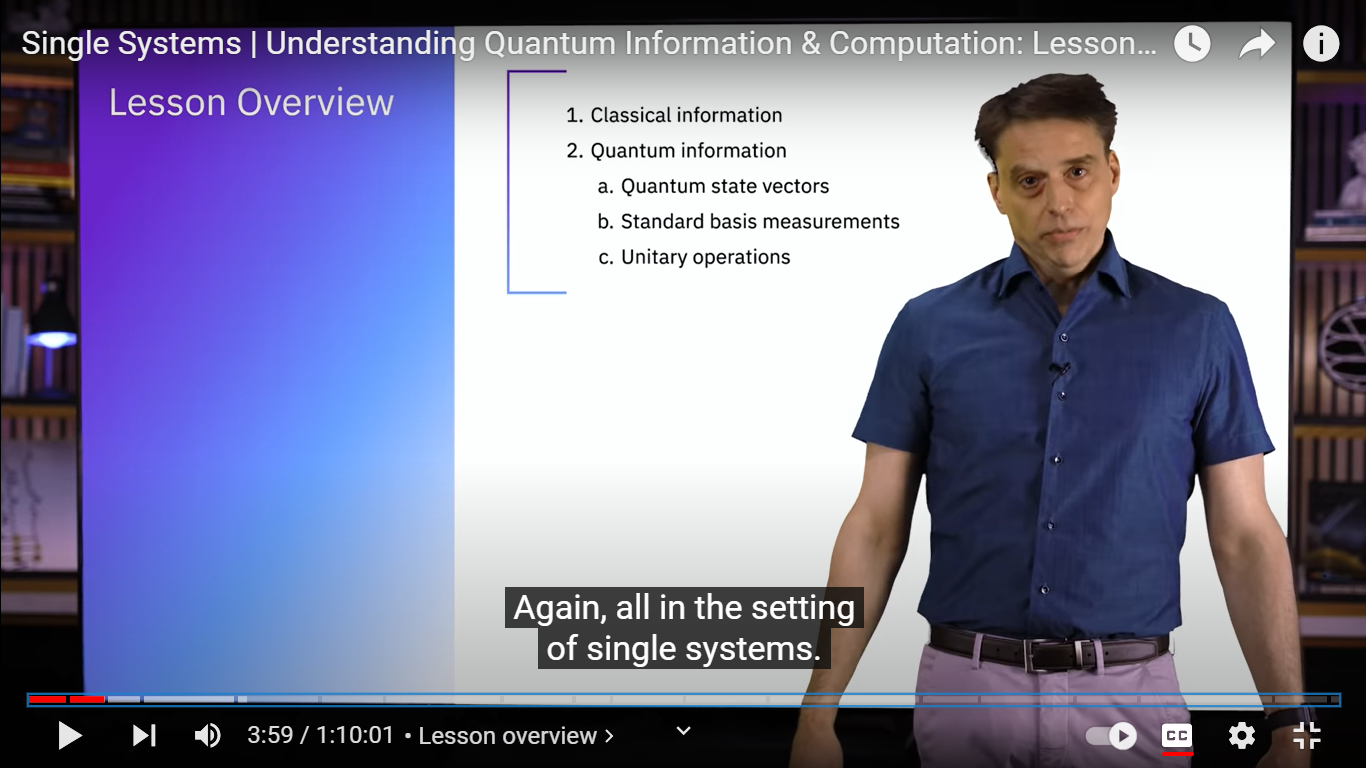 Single Systems | Understanding Quantum Information & Computation: Lesson...
Lesson Overview
1. Classical information
2. Quantum information
a. Quantum state vectors
b. Standard basis measurements
c. Unitary operations
Again, all in the setting
of single systems.
3:59 / 1:10:01 • Lesson overview >
CC